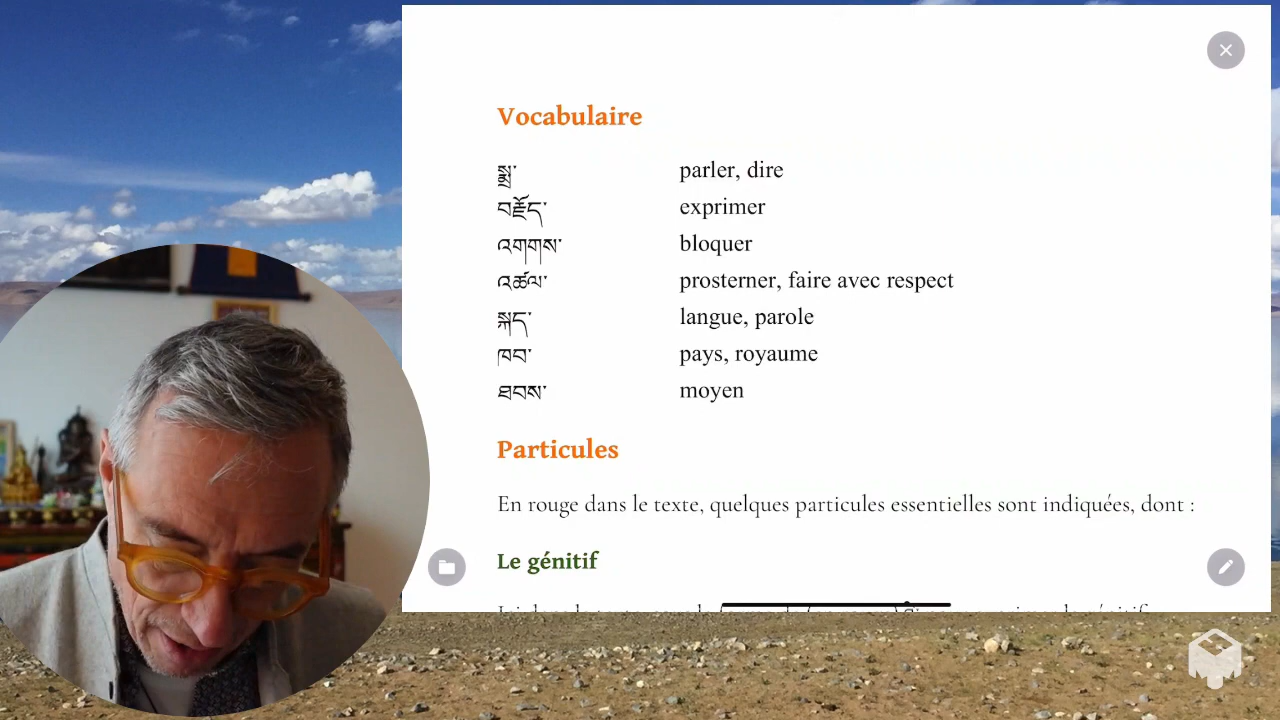 Vocabulaire
སྨྲ་ parler, dire
བརྗོད་ exprimer
འགགས་ bloquer
འཚལ་ prosterner, faire avec respect
སྐད་ langue, parole
ཁབ་ pays, royaume
ཐབས་ moyen
Particules
En rouge dans le texte, quelques particules essentielles sont indiquées, dont :
Le génitif